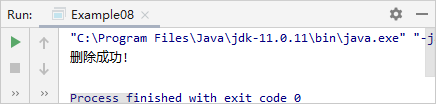 Run: Example08
"C:\Program Files\Java\jdk-11.0.11\bin\java.exe" "-j
删除成功!
Process finished with exit code 0